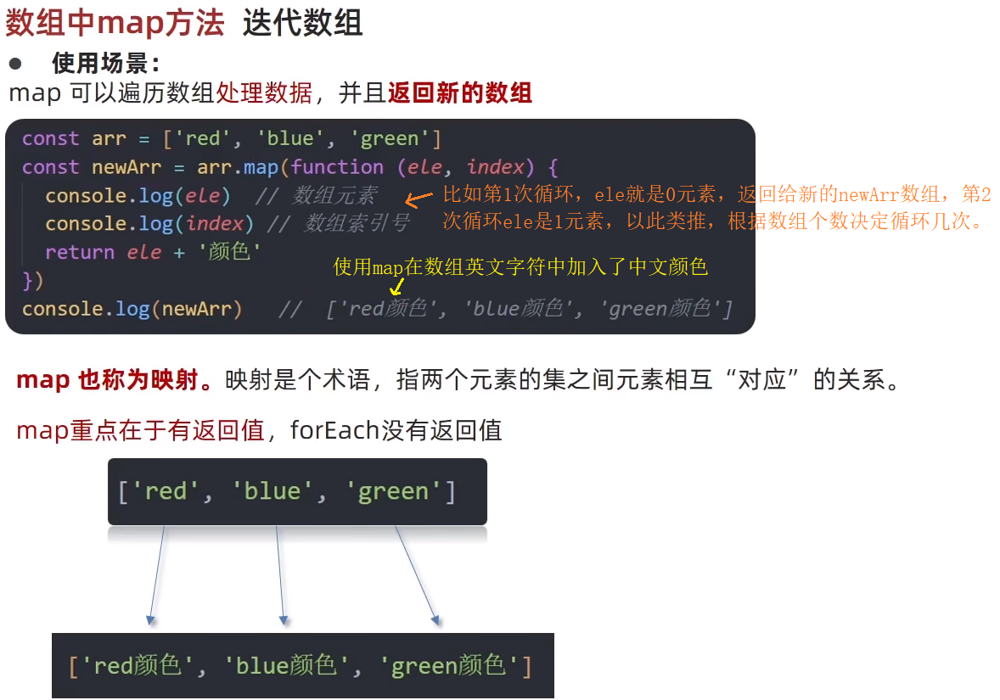 数组中map方法 迭代数组
● 使用场景：
map 可以遍历数组处理数据，并且返回新的数组
const arr = ['red', 'blue', 'green']
const newArr = arr.map(function (ele, index) {
console.log(ele) // 数组元素
console.log(index) // 数组索引号
return ele + '颜色'
})
console.log(newArr) // ['red颜色', 'blue颜色', 'green颜色']
比如第1次循环，ele就是0元素，返回给新的newArr数组，第2
次循环ele是1元素，以此类推，根据数组个数决定循环几次。
使用map在数组英文字符中加入了中文颜色
map 也称为映射。映射是个术语，指两个元素的集之间元素相互“对应”的关系。
map重点在于有返回值，forEach没有返回值
['red', 'blue', 'green']
['red颜色', 'blue颜色', 'green颜色']